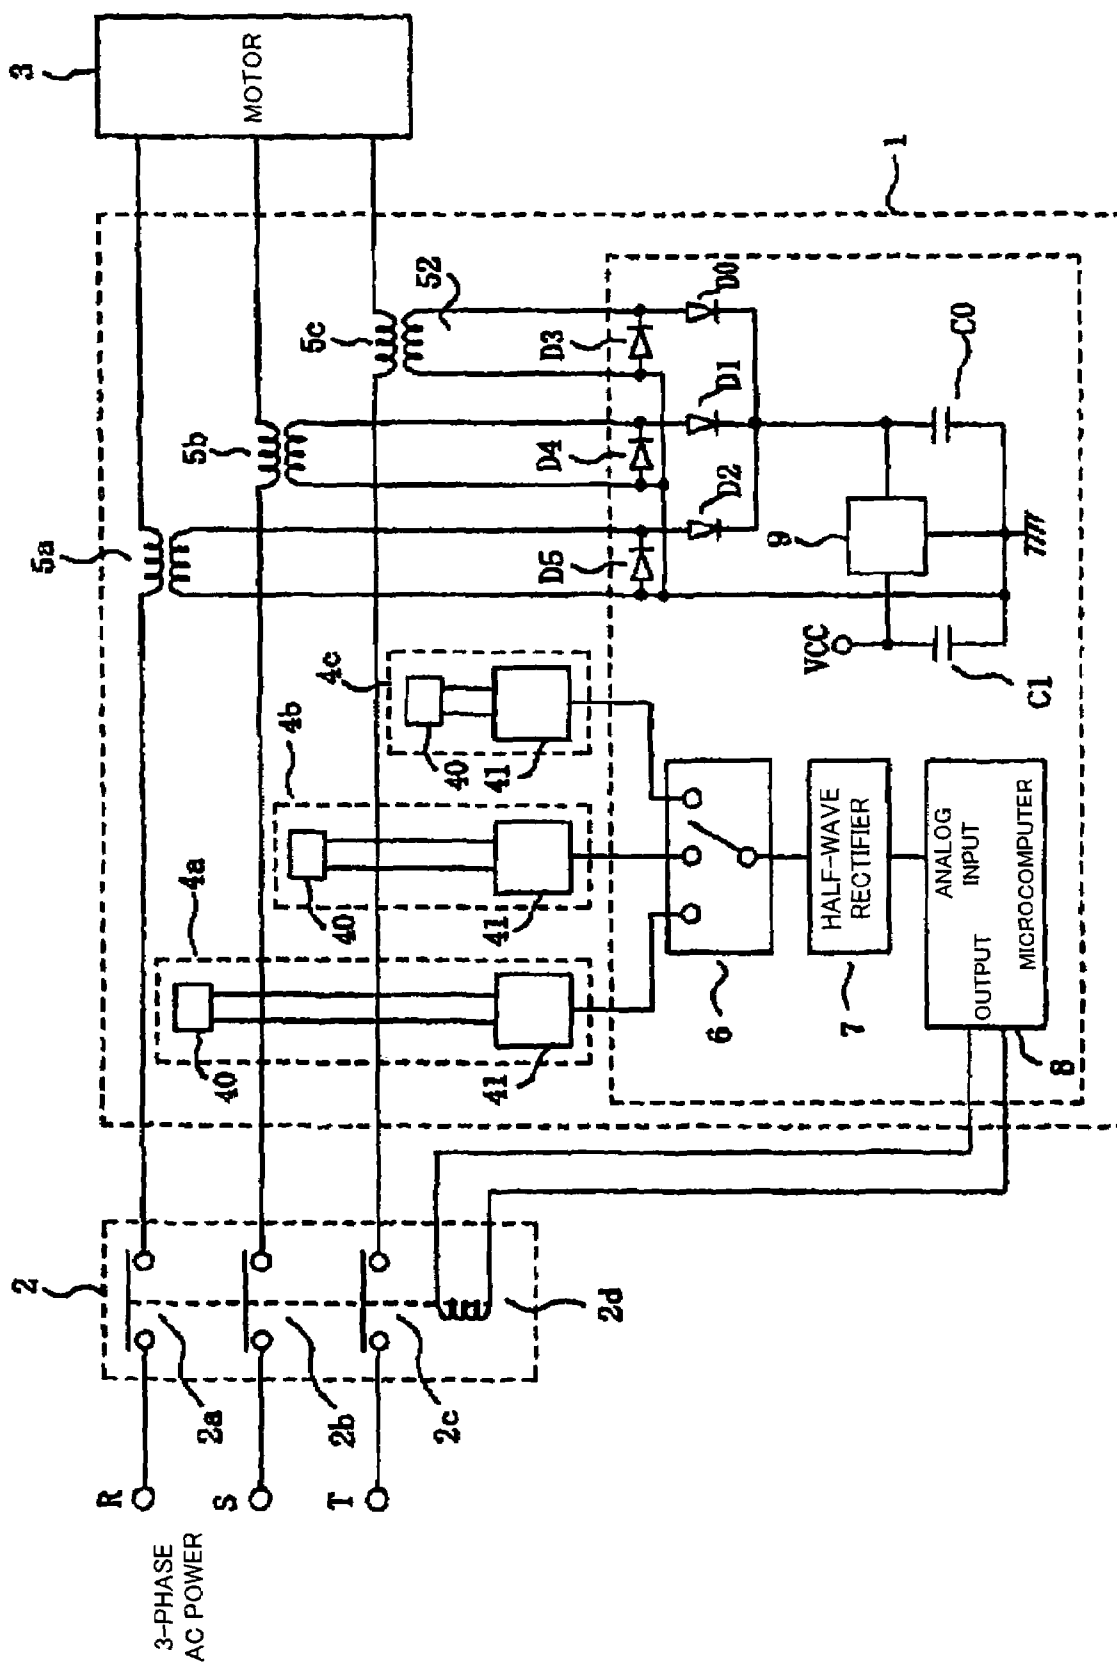 3-PHASE
AC POWER
R
S
T
2
2a
2b
2c
2d
3
MOTOR
1
5a
5b
5c
52
4a
4b
4c
40
40
40
41
41
41
D5
D4
D3
D2
D1
D0
9
VCC
C0
C1
6
7
HALF-WAVE
RECTIFIER
ANALOG
INPUT
OUTPUT
MICROCOMPUTER
8